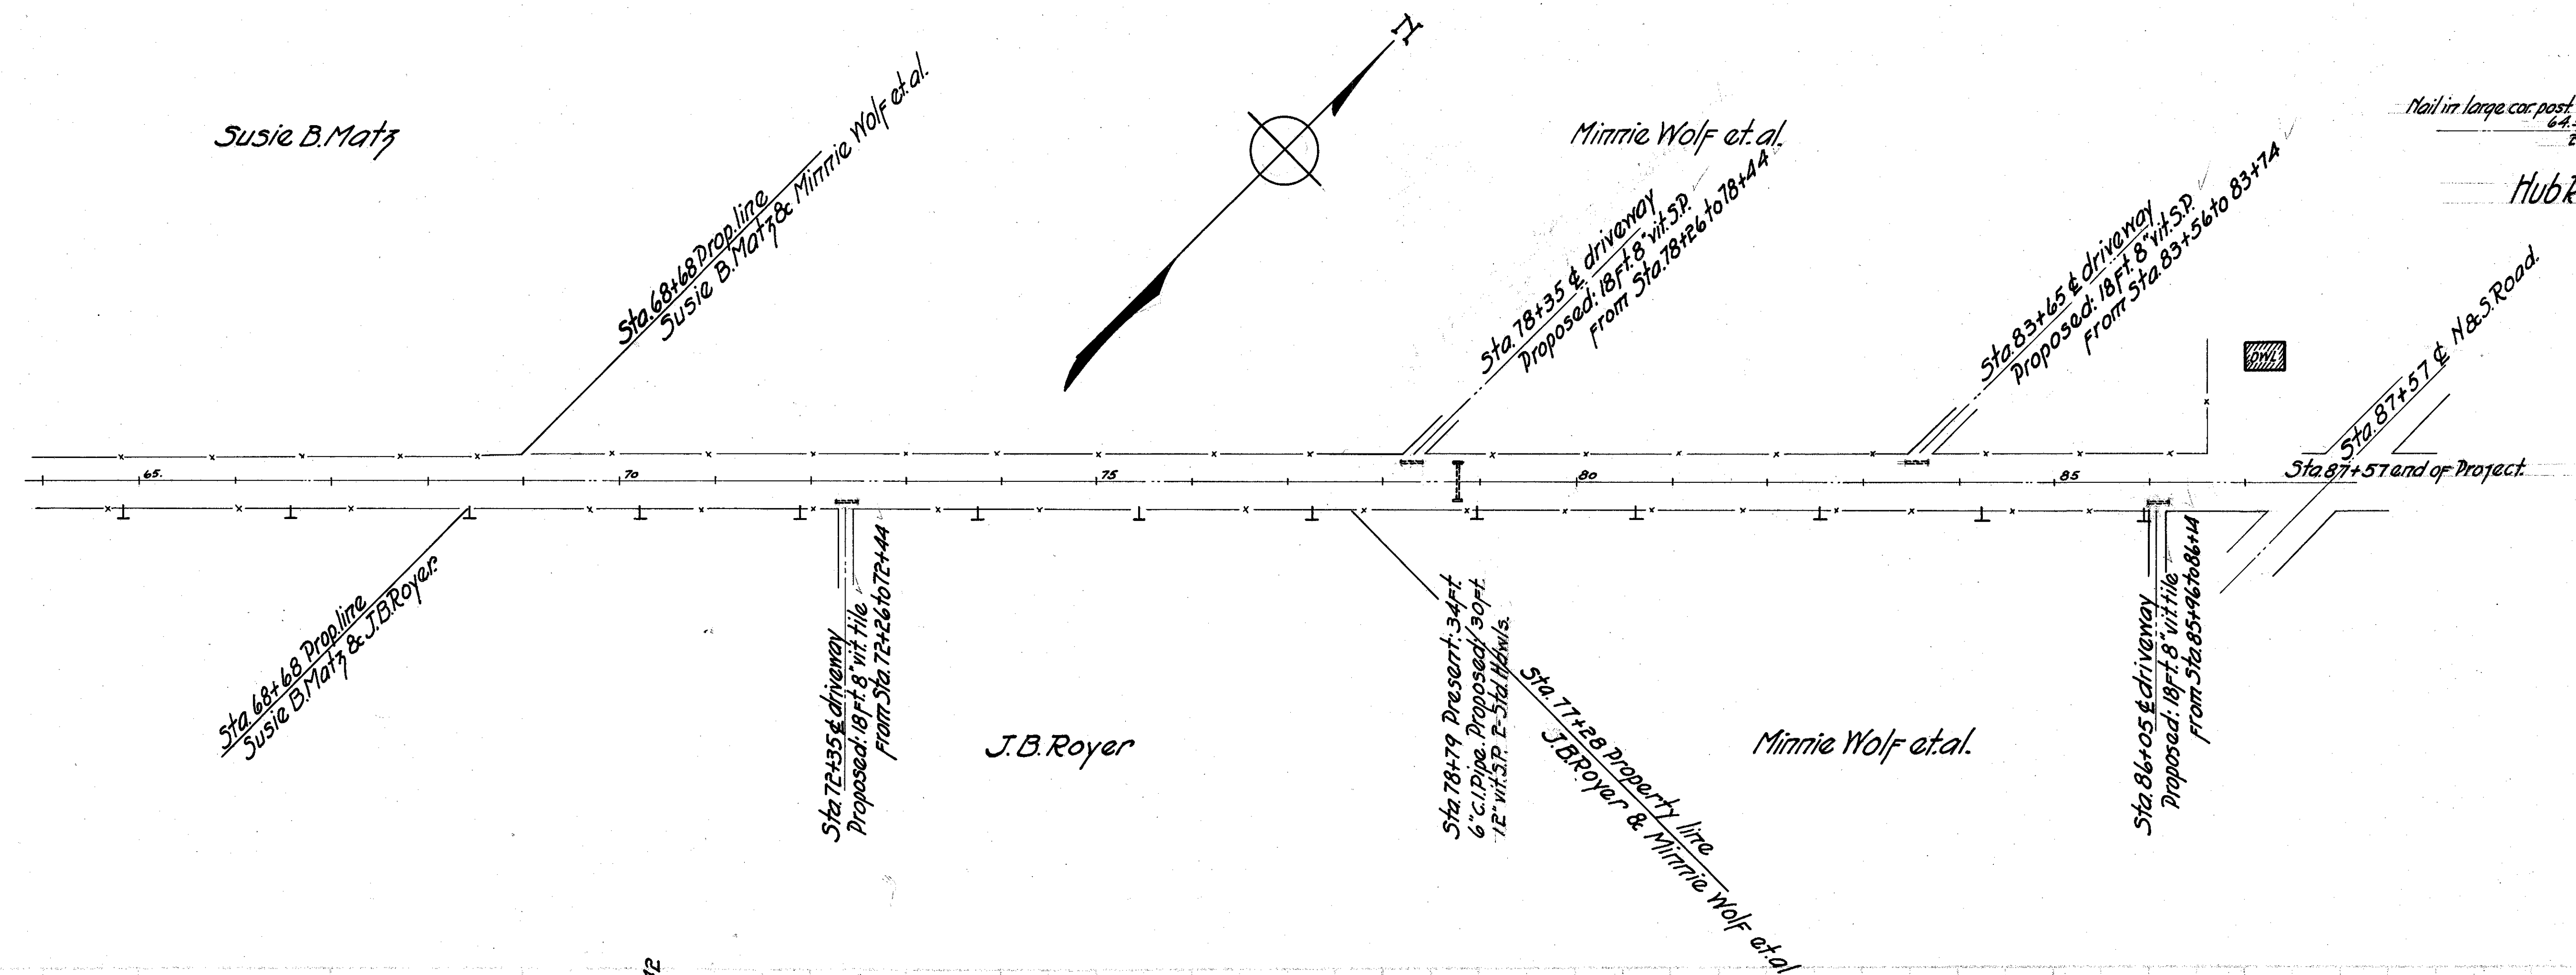 N
Susie B. Matz
Sta. 68+68 Prop. line
Susie B. Matz & Minnie Wolf et. al.
Minnie Wolf et. al.
Sta. 78+35 ℄ driveway
Proposed: 18 Ft. 8" vit. S.P.
From Sta. 78+26 to 78+44
Sta. 83+65 ℄ driveway
Proposed: 18 Ft. 8" vit. S.P.
From Sta. 83+56 to 83+74
Nail in large cor. post
64.
Hub
DWL
Sta. 87+57 ℄ N & S. Road.
Sta. 87+57 end of Project.
65.
70
75
80
85
Sta. 68+68 Prop. line
Susie B. Matz & J.B. Royer.
Sta. 72+35 ℄ driveway
Proposed: 18 Ft. 8" vit. tile
From Sta. 72+26 to 72+44
J.B. Royer
Sta. 78+79 Present: 34 Ft.
6" C.I. Pipe. Proposed/ 30 Ft.
12" vit. S.P. 2-Std. Hdwls.
Sta. 77+28 Property line
J.B. Royer & Minnie Wolf et. al
Minnie Wolf et. al.
Sta. 86+05 ℄ driveway
Proposed: 18 Ft. 8" vit. tile
From Sta. 85+96 to 86+14
12